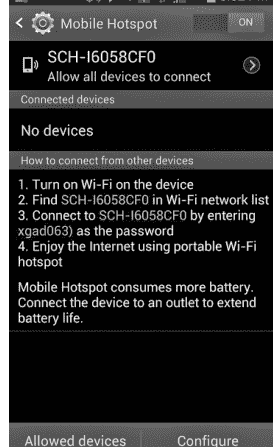 Mobile Hotspot
ON
SCH-I6058CF0
Allow all devices to connect
Connected devices
No devices
How to connect from other devices
1. Turn on Wi-Fi on the device
2. Find SCH-I6058CF0 in Wi-Fi network list
3. Connect to SCH-I6058CF0 by entering
xgad063) as the password
4. Enjoy the Internet using portable Wi-Fi
hotspot
Mobile Hotspot consumes more battery.
Connect the device to an outlet to extend
battery life.
Allowed devices
Configure